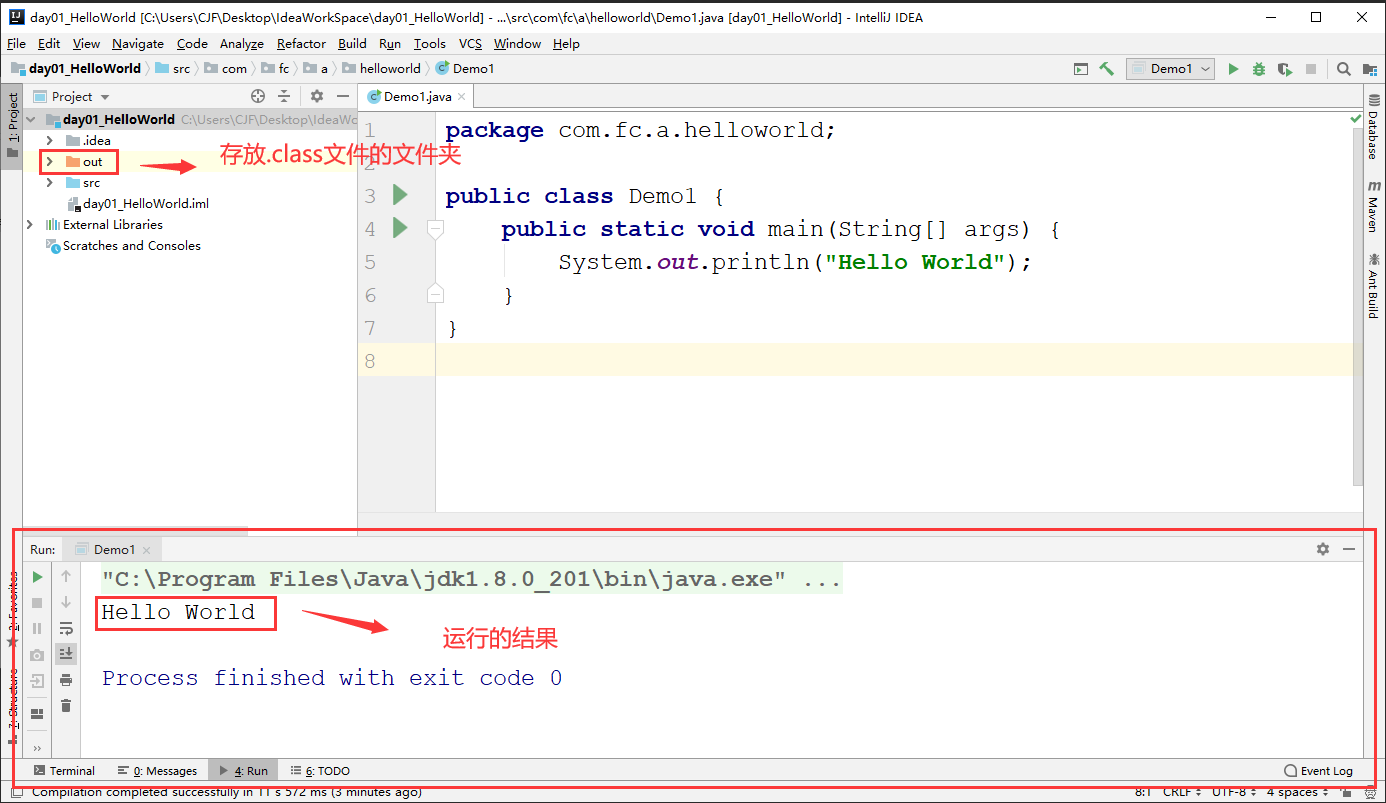 day01_HelloWorld [C:\Users\CJF\Desktop\IdeaWorkSpace\day01_HelloWorld] - ...\src\com\fc\a\helloworld\Demo1.java [day01_HelloWorld] - IntelliJ IDEA
File Edit View Navigate Code Analyze Refactor Build Run Tools VCS Window Help
day01_HelloWorld src com fc a helloworld Demo1
Demo1
1: Project
Project
Demo1.java
day01_HelloWorld C:\Users\CJF\Desktop\IdeaWo
.idea
out
存放.class文件的文件夹
src
day01_HelloWorld.iml
External Libraries
Scratches and Consoles
1 package com.fc.a.helloworld;
2
3 public class Demo1 {
4 public static void main(String[] args) {
5 System.out.println("Hello World");
6 }
7 }
8
Database
Maven
Ant Build
Run: Demo1
"C:\Program Files\Java\jdk1.8.0_201\bin\java.exe" ...
Hello World
运行的结果
Process finished with exit code 0
2: Favorites
7: Structure
Terminal 0: Messages 4: Run 6: TODO
Event Log
Compilation completed successfully in 11 s 572 ms (3 minutes ago)
8:1 CRLF UTF-8 4 spaces